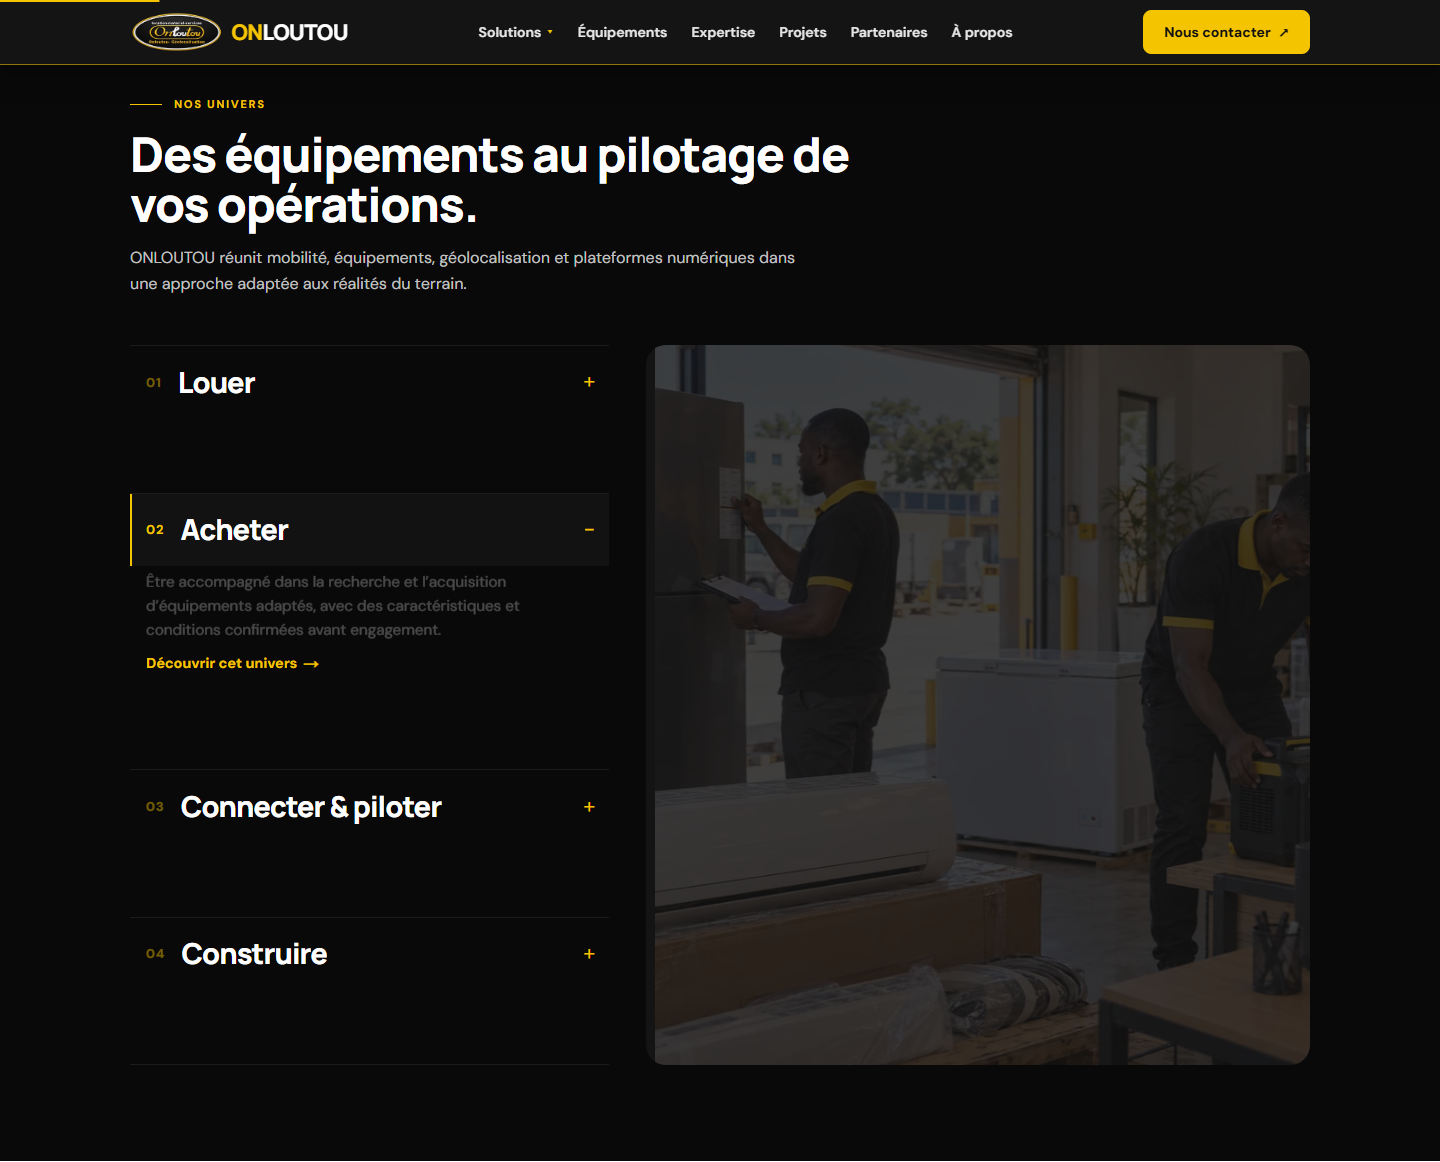 Onloutou
ONLOUTOU
Solutions
Équipements
Expertise
Projets
Partenaires
À propos
Nous contacter ↗
NOS UNIVERS
Des équipements au pilotage de
vos opérations.
ONLOUTOU réunit mobilité, équipements, géolocalisation et plateformes numériques dans
une approche adaptée aux réalités du terrain.
01 Louer +
02 Acheter −
Être accompagné dans la recherche et l’acquisition
d’équipements adaptés, avec des caractéristiques et
conditions confirmées avant engagement.
Découvrir cet univers →
03 Connecter & piloter +
04 Construire +